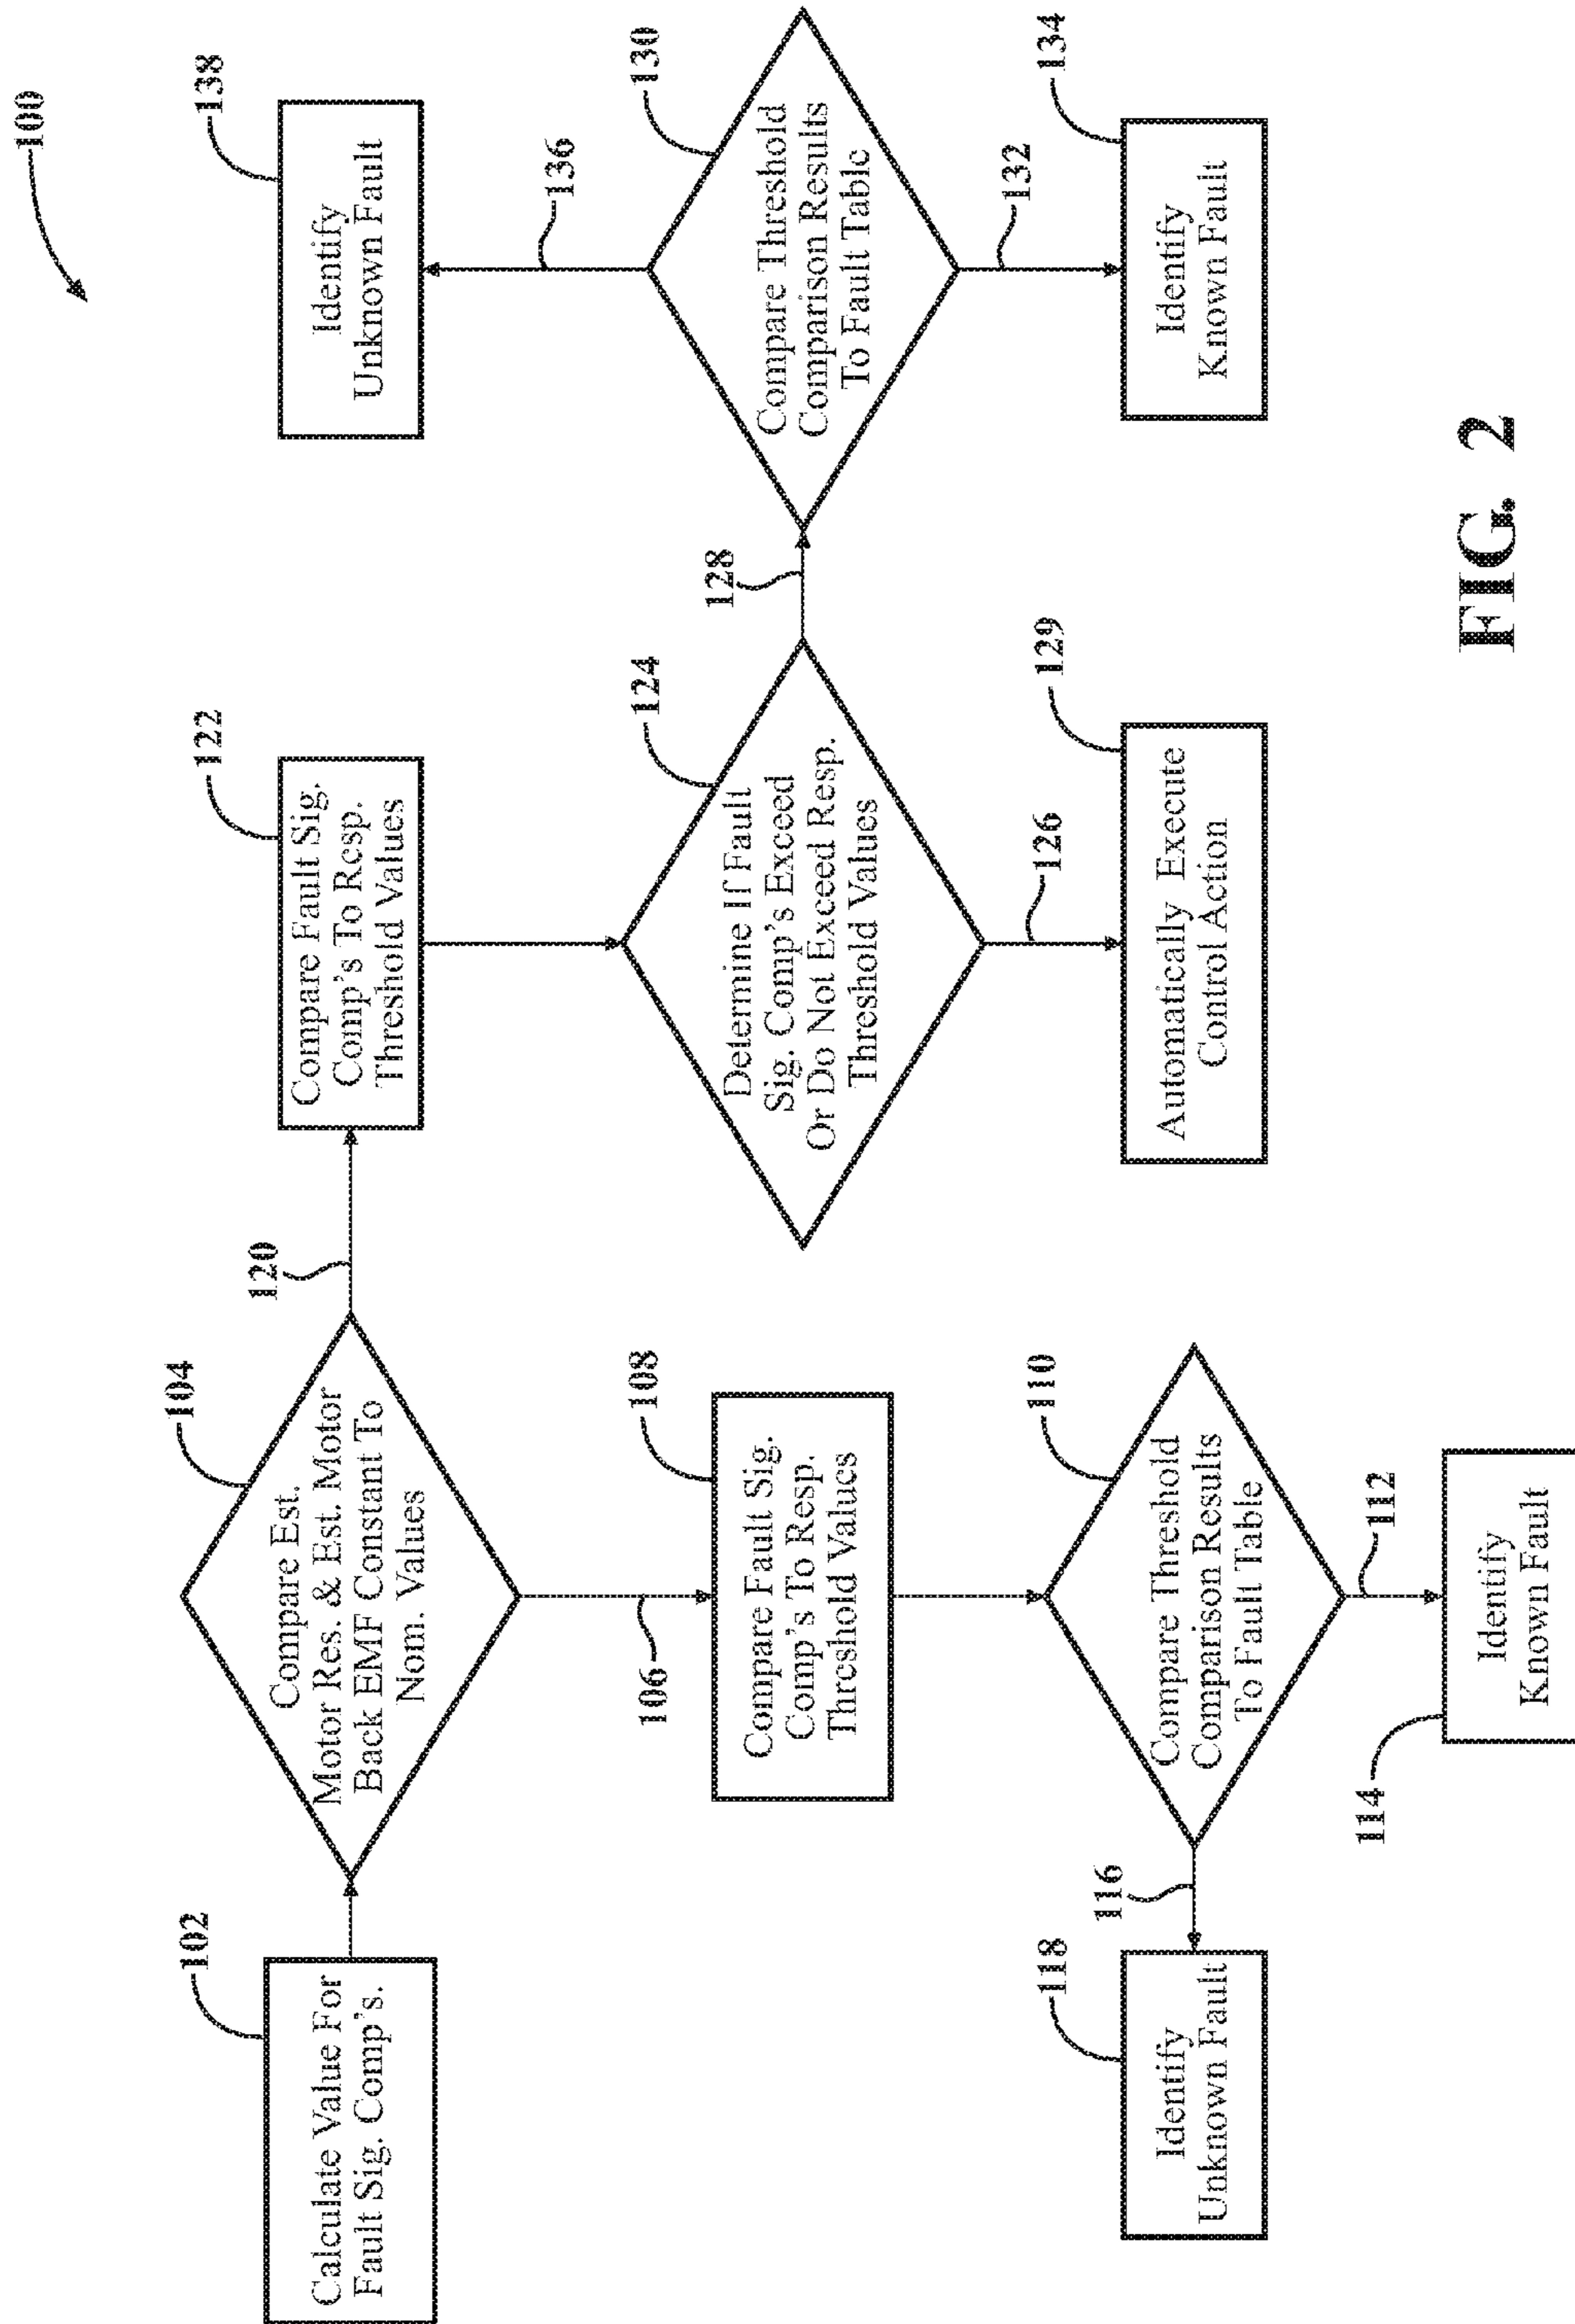 100
102
Calculate Value For
Fault Sig. Comp's.
104
Compare Est.
Motor Res. & Est. Motor
Back EMF Constant To
Nom. Values
106
108
Compare Fault Sig.
Comp's To Resp.
Threshold Values
110
Compare Threshold
Comparison Results
To Fault Table
112
114
Identify
Known Fault
116
118
Identify
Unknown Fault
120
122
Compare Fault Sig.
Comp's To Resp.
Threshold Values
124
Determine If Fault
Sig. Comp's Exceed
Or Do Not Exceed Resp.
Threshold Values
126
129
Automatically Execute
Control Action
128
130
Compare Threshold
Comparison Results
To Fault Table
132
134
Identify
Known Fault
136
138
Identify
Unknown Fault
FIG. 2